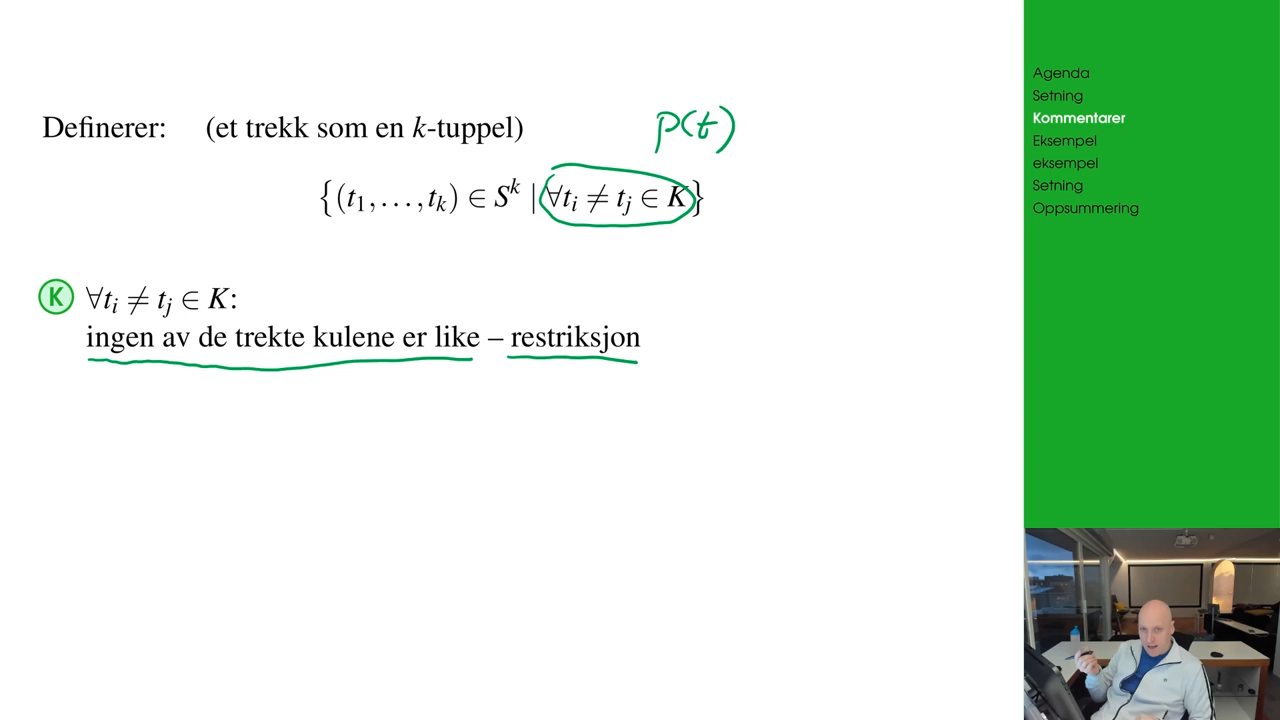 Definerer: (et trekk som en k-tuppel)
p(t)
{(t₁,…,tₖ) ∈ Sᵏ | ∀tᵢ ≠ tⱼ ∈ K}
K ∀tᵢ ≠ tⱼ ∈ K:
ingen av de trekte kulene er like – restriksjon
Agenda
Setning
Kommentarer
Eksempel
eksempel
Setning
Oppsummering